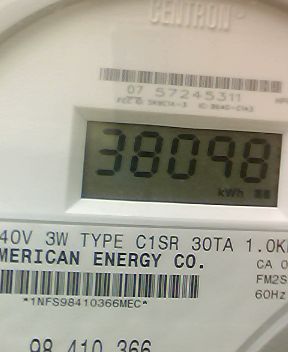 CENTRON
07 57245311
38098
kWh
40V 3W TYPE C1SR 30TA 1.0K
MERICAN ENERGY CO.
CA 0
FM2S
60Hz
*1NFS98410366MEC*
98 410 366